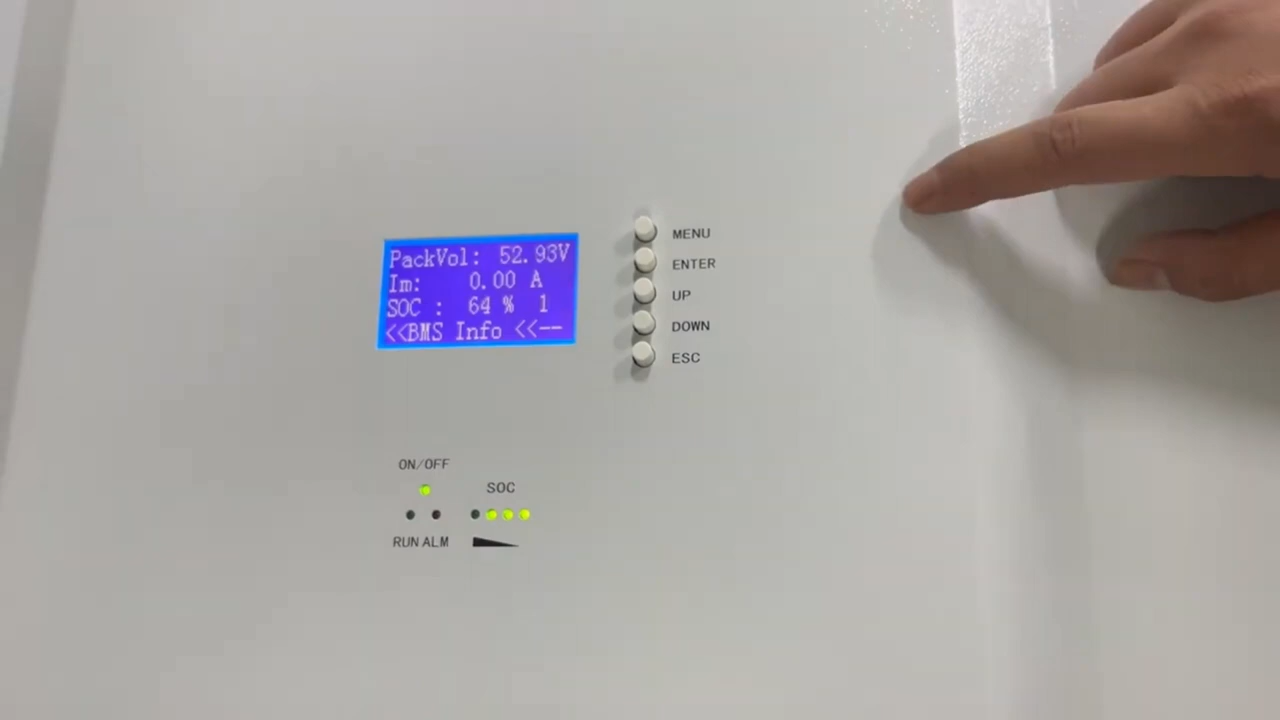 PackVol: 52.93V
Im: 0.00 A
SOC : 64 % 1
<<BMS Info <<--
MENU
ENTER
UP
DOWN
ESC
ON/OFF
SOC
RUN ALM